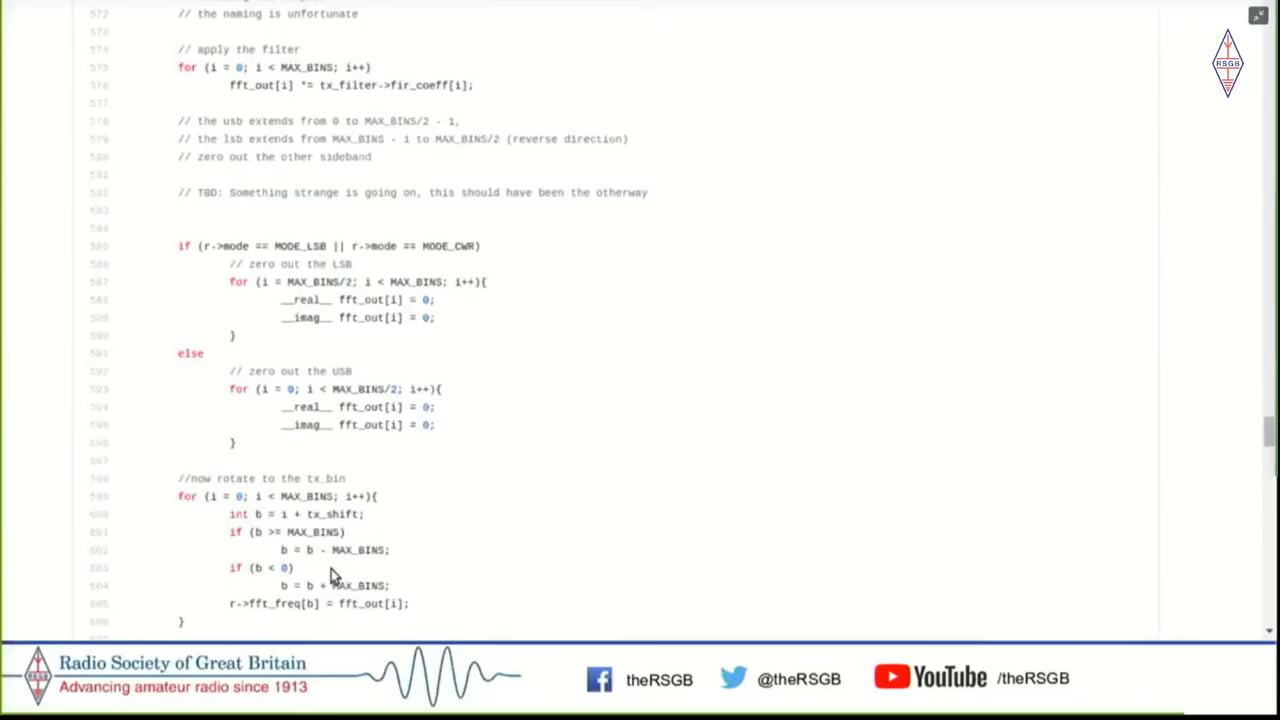 572 // the naming is unfortunate
573
574 // apply the filter
575 for (i = 0; i < MAX_BINS; i++)
576 fft_out[i] *= tx_filter->fir_coeff[i];
577
578 // the usb extends from 0 to MAX_BINS/2 - 1,
579 // the lsb extends from MAX_BINS - 1 to MAX_BINS/2 (reverse direction)
580 // zero out the other sideband
581
582 // TBD: Something strange is going on, this should have been the otherway
583
584
585 if (r->mode == MODE_LSB || r->mode == MODE_CWR)
586 // zero out the LSB
587 for (i = MAX_BINS/2; i < MAX_BINS; i++){
588 __real__ fft_out[i] = 0;
589 __imag__ fft_out[i] = 0;
590 }
591 else
592 // zero out the USB
593 for (i = 0; i < MAX_BINS/2; i++){
594 __real__ fft_out[i] = 0;
595 __imag__ fft_out[i] = 0;
596 }
597
598 //now rotate to the tx_bin
599 for (i = 0; i < MAX_BINS; i++){
600 int b = i + tx_shift;
601 if (b >= MAX_BINS)
602 b = b - MAX_BINS;
603 if (b < 0)
604 b = b + MAX_BINS;
605 r->fft_freq[b] = fft_out[i];
606 }
RSGB
Radio Society of Great Britain
Advancing amateur radio since 1913
theRSGB
@theRSGB
YouTube /theRSGB